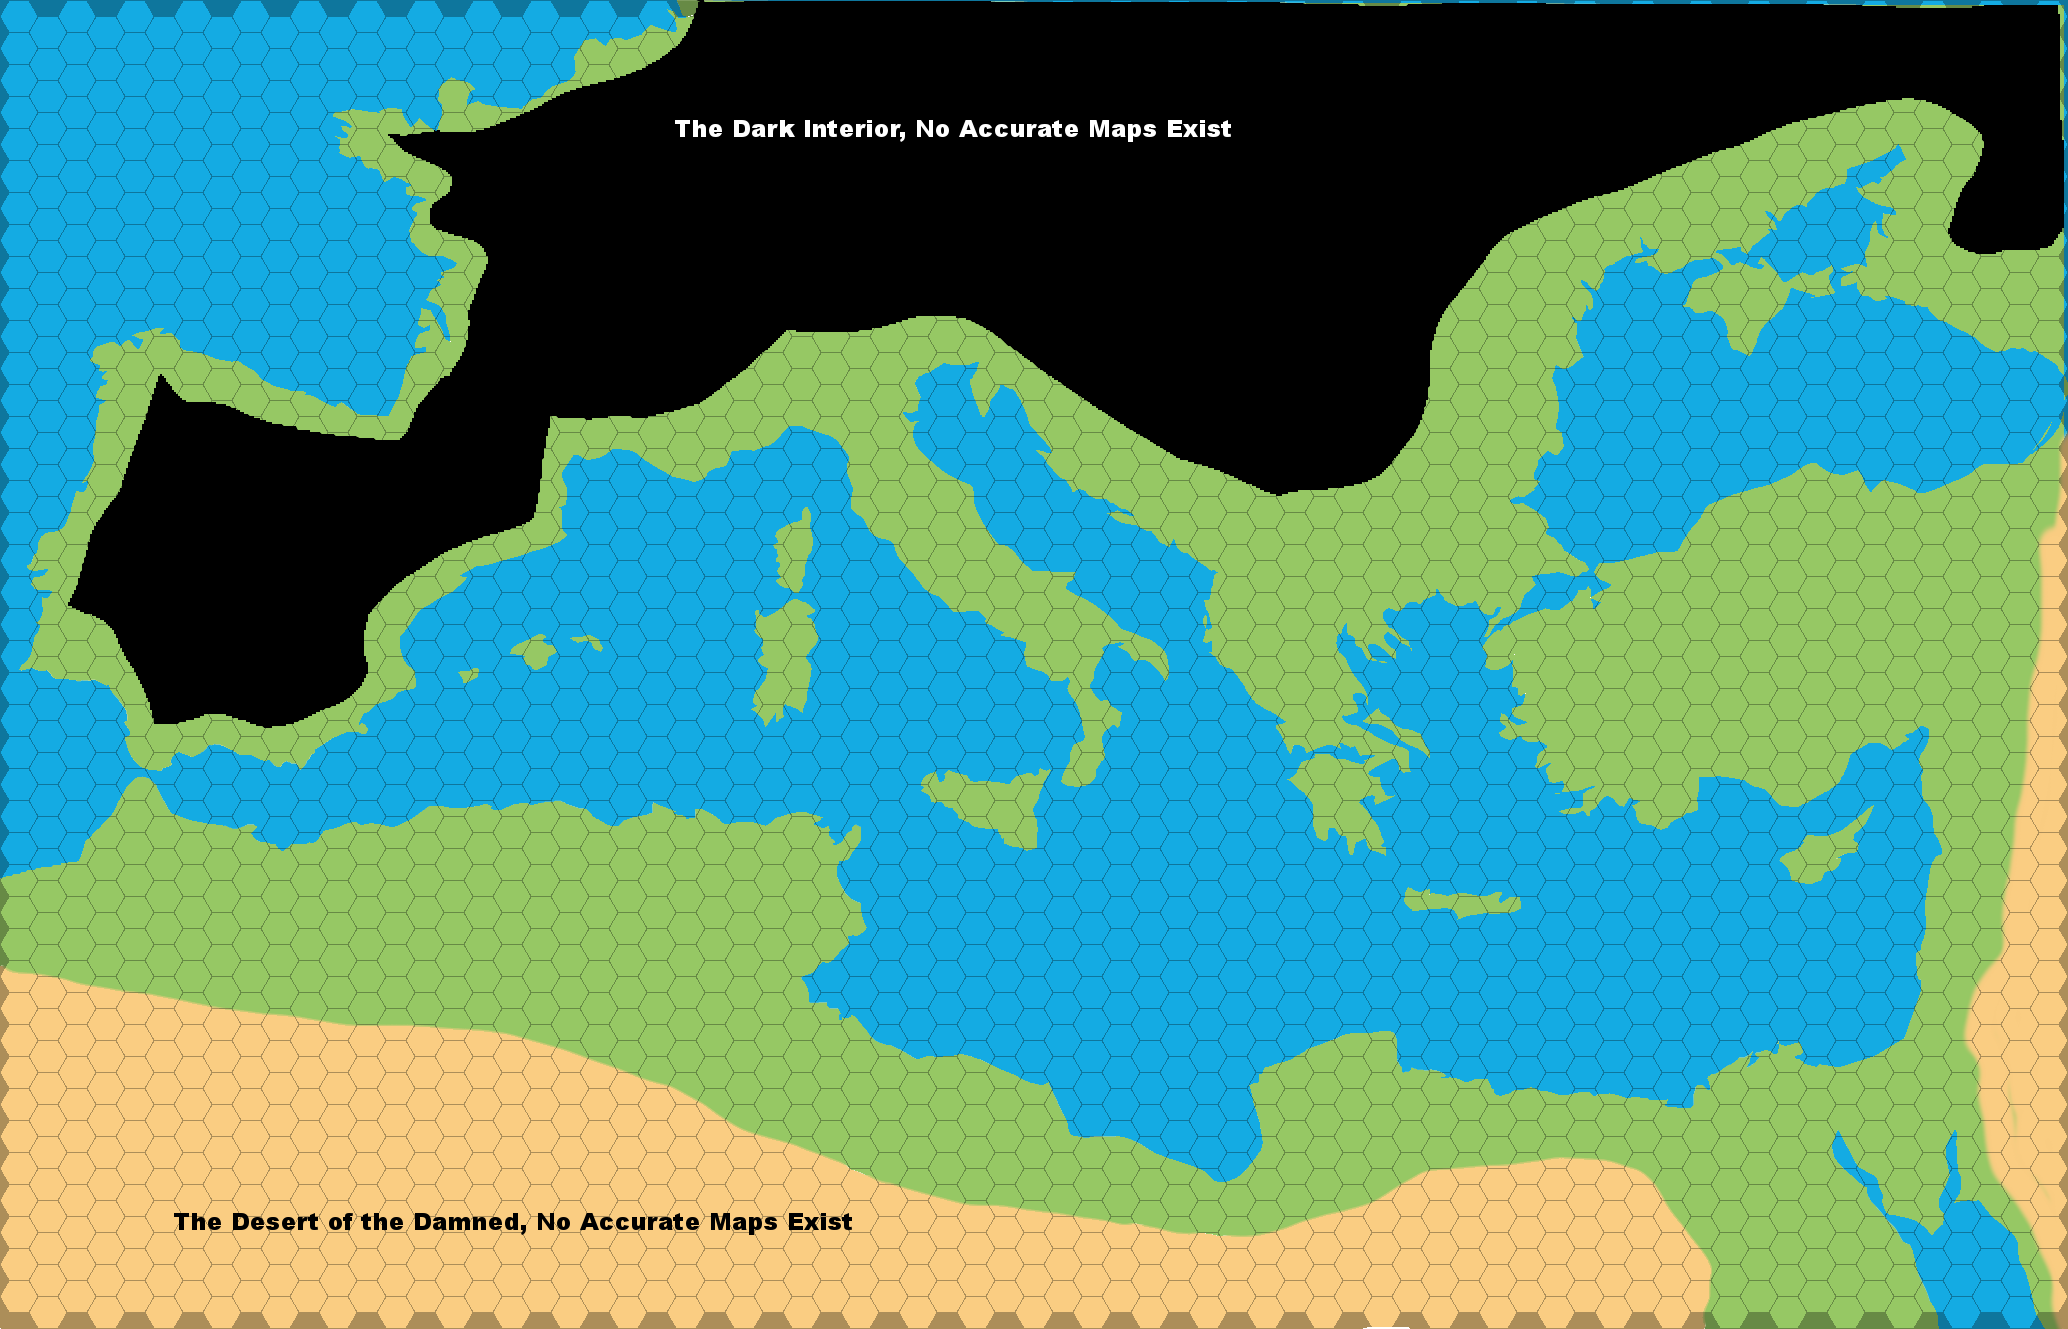 The Dark Interior, No Accurate Maps Exist
The Desert of the Damned, No Accurate Maps Exist